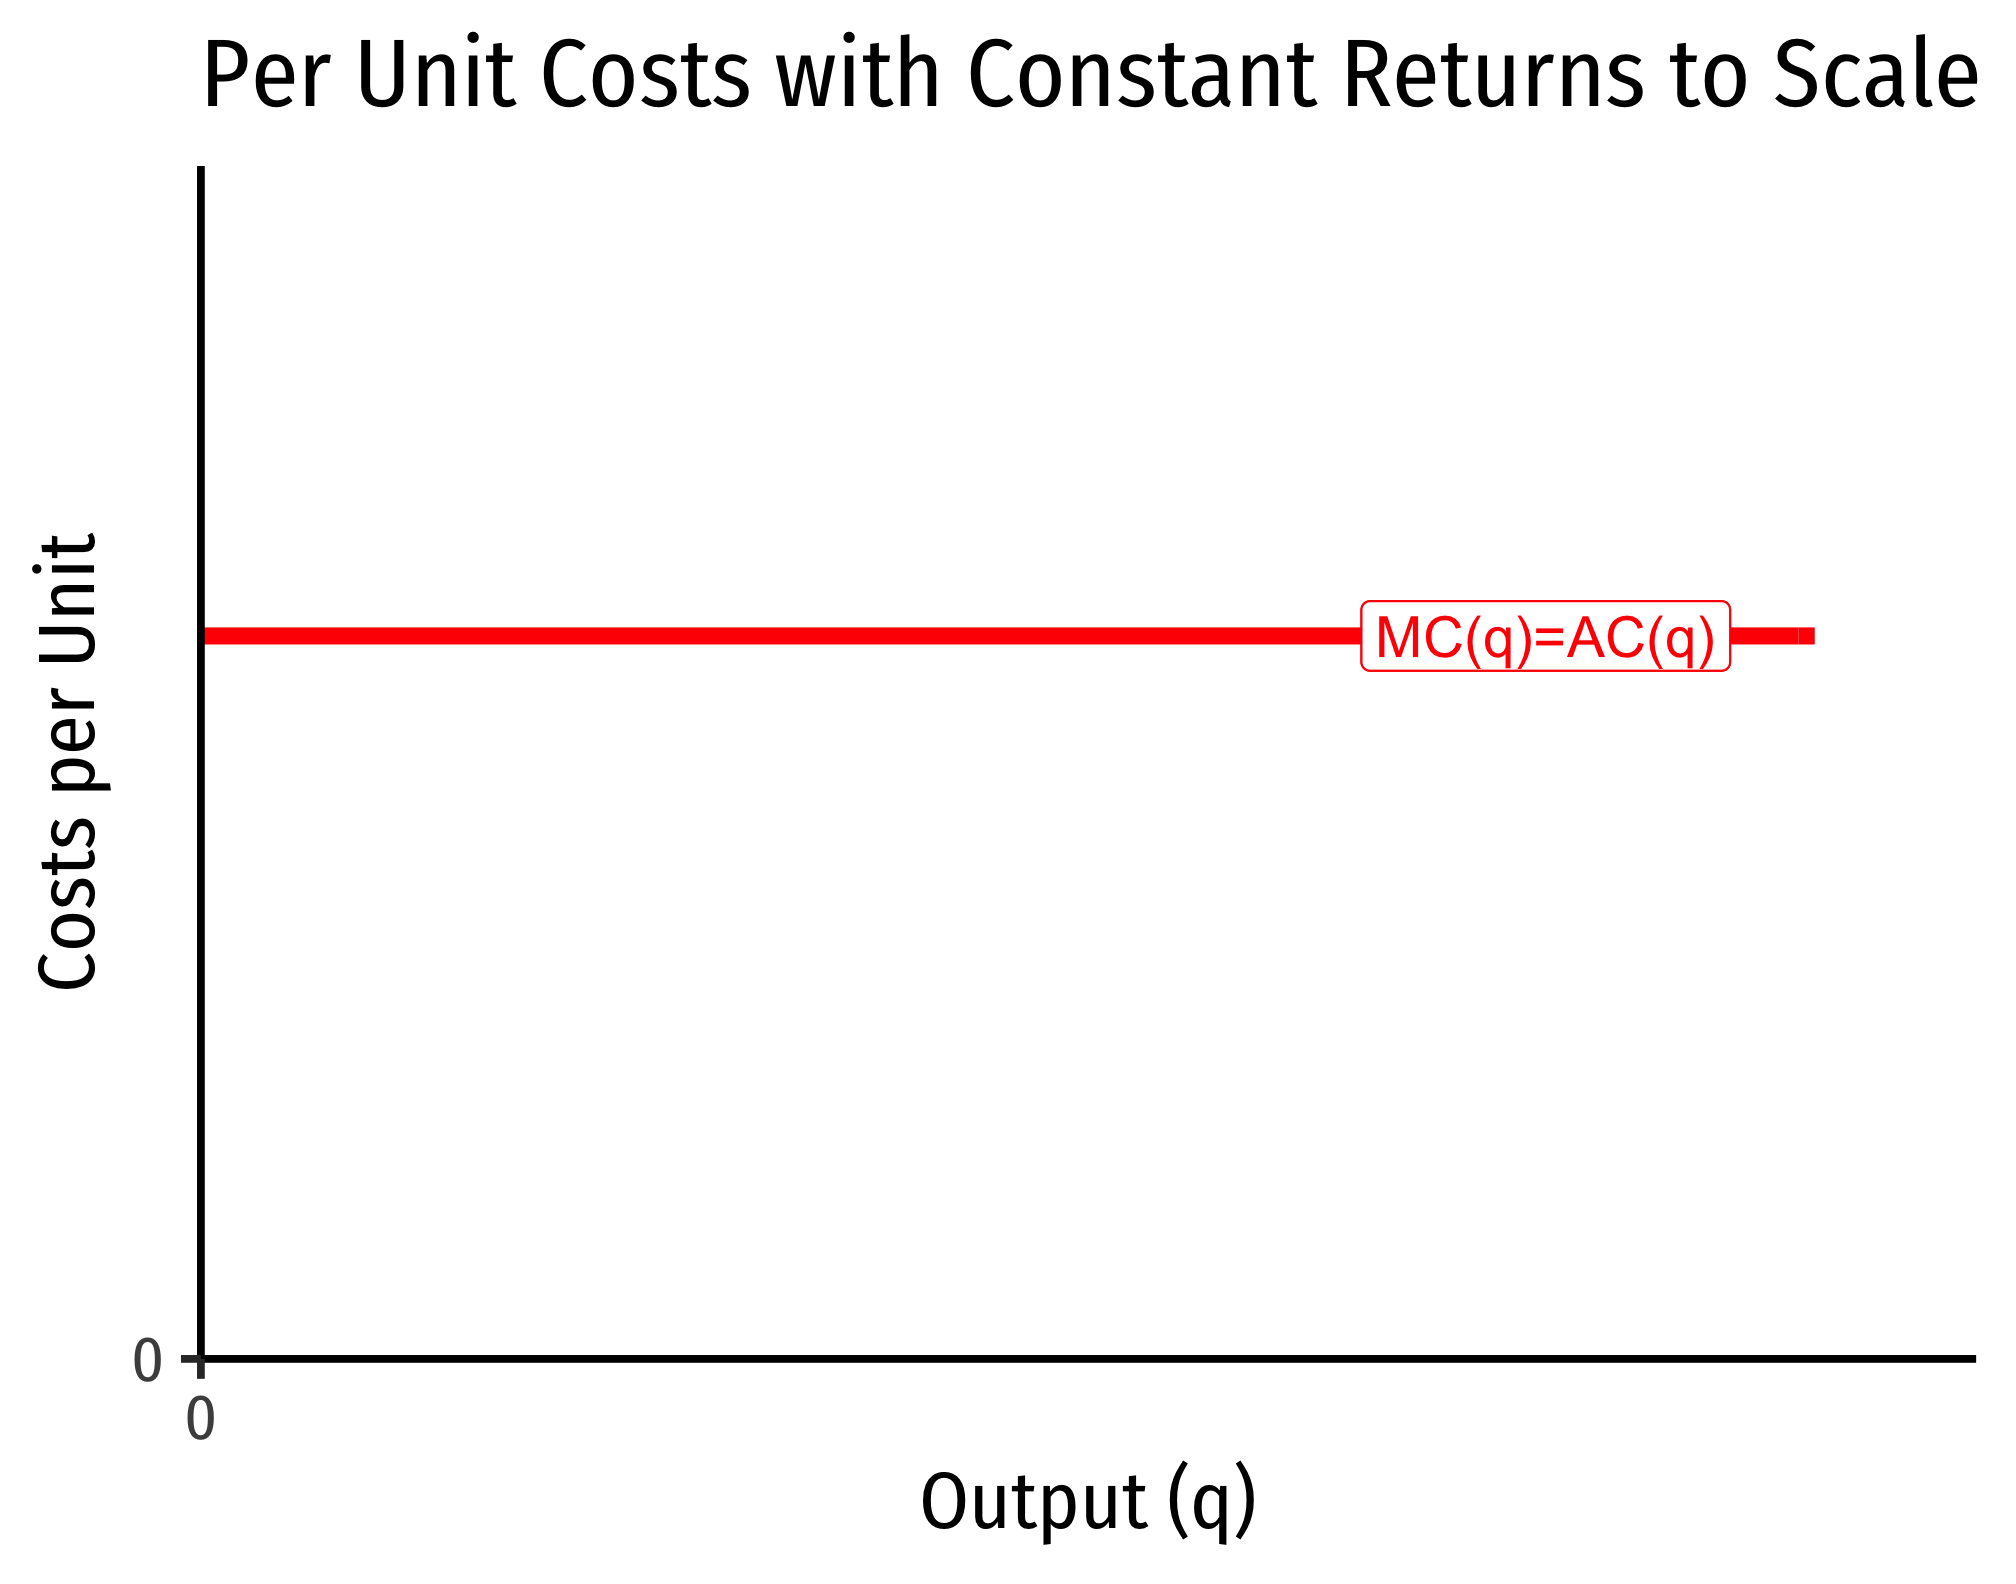 Per Unit Costs with Constant Returns to Scale
Costs per Unit
MC(q)=AC(q)
0
0
Output (q)